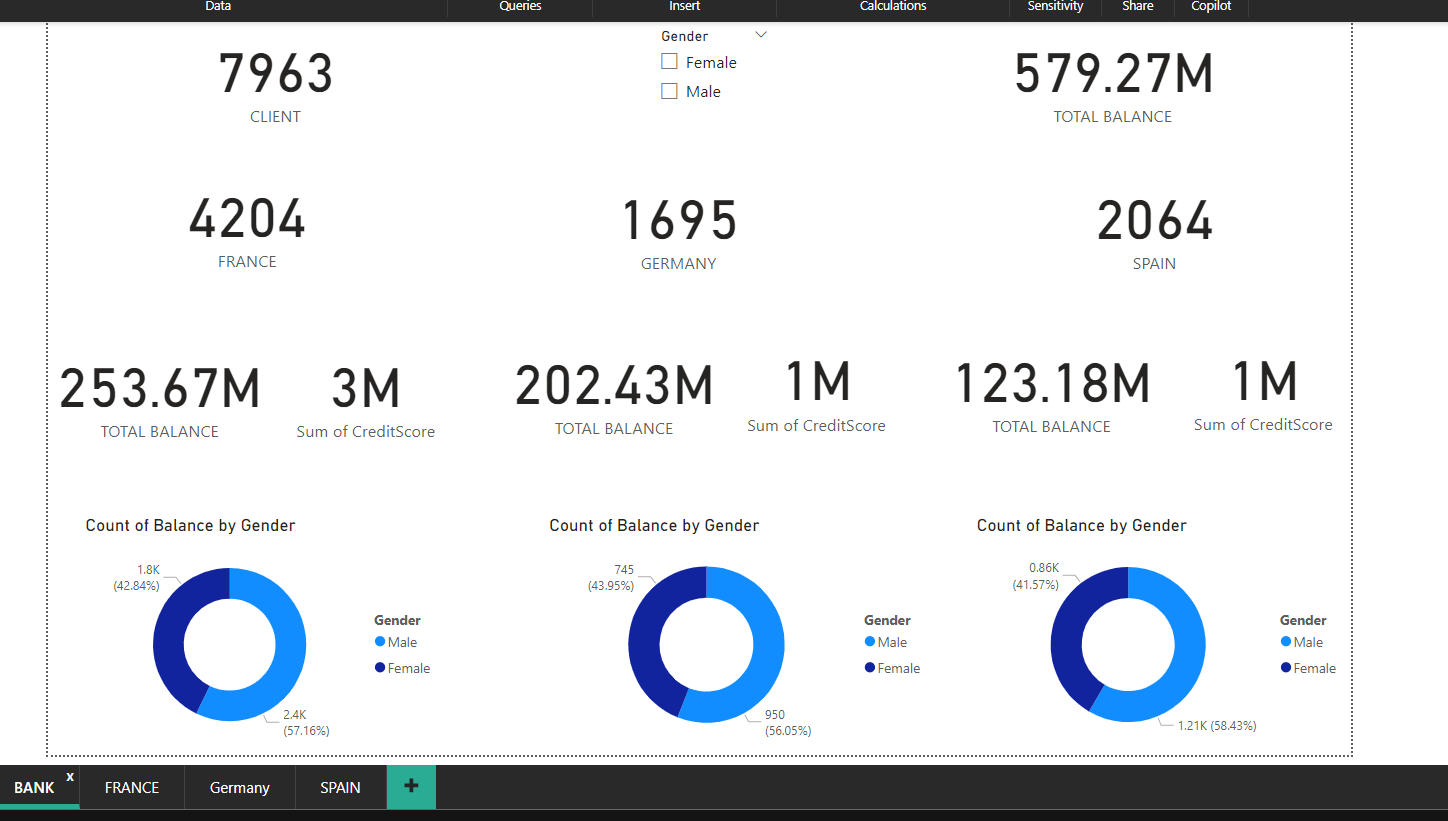 Data
Queries
Insert
Calculations
Sensitivity
Share
Copilot
7963
CLIENT
Gender
Female
Male
579.27M
TOTAL BALANCE
4204
FRANCE
1695
GERMANY
2064
SPAIN
253.67M
TOTAL BALANCE
3M
Sum of CreditScore
202.43M
TOTAL BALANCE
1M
Sum of CreditScore
123.18M
TOTAL BALANCE
1M
Sum of CreditScore
Count of Balance by Gender
1.8K
(42.84%)
2.4K
(57.16%)
Gender
Male
Female
Count of Balance by Gender
745
(43.95%)
950
(56.05%)
Gender
Male
Female
Count of Balance by Gender
0.86K
(41.57%)
1.21K (58.43%)
Gender
Male
Female
BANK
x
FRANCE
Germany
SPAIN
+